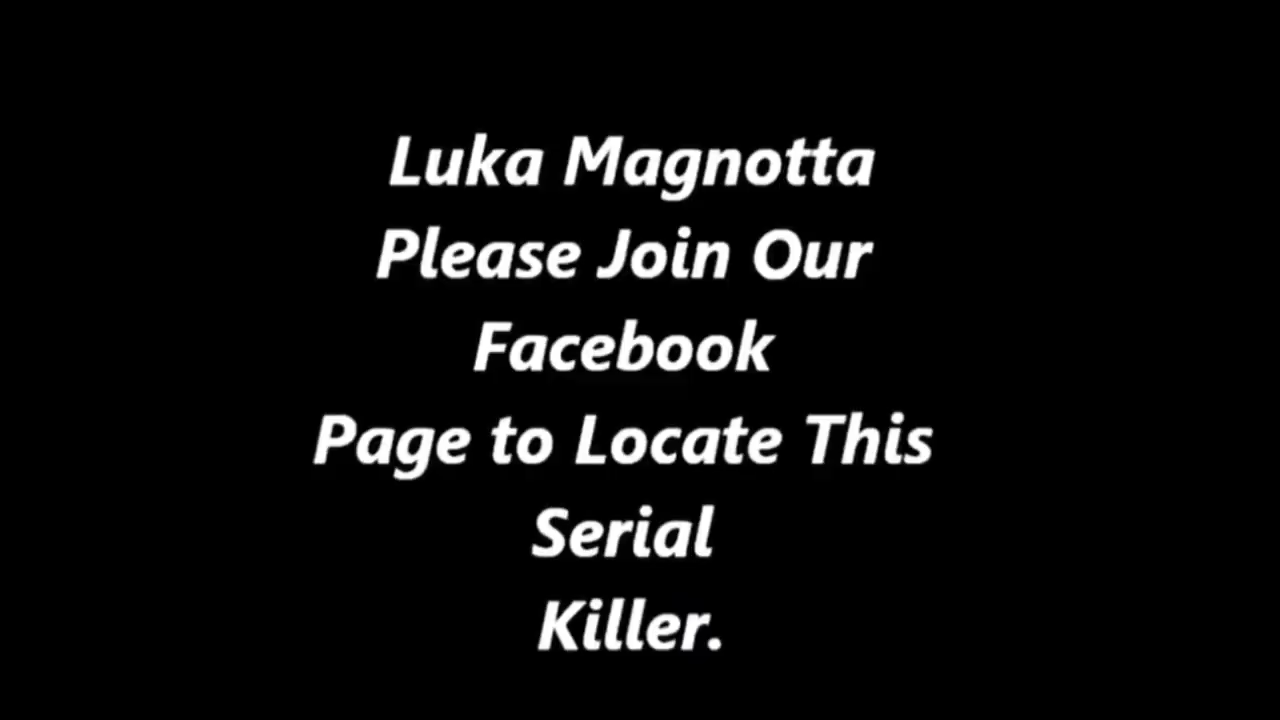 Luka Magnotta
Please Join Our
Facebook
Page to Locate This
Serial
Killer.